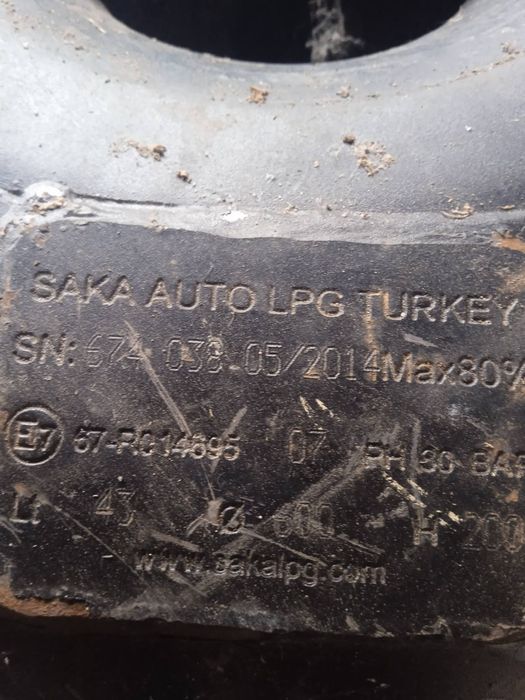 SAKA AUTO LPG TURKEY
SN: 674 038 05/2014 Max80%
E7 67-R014695 07 PH 30 BAR
Lt 43 Ø 600 H 200
www.sakalpg.com